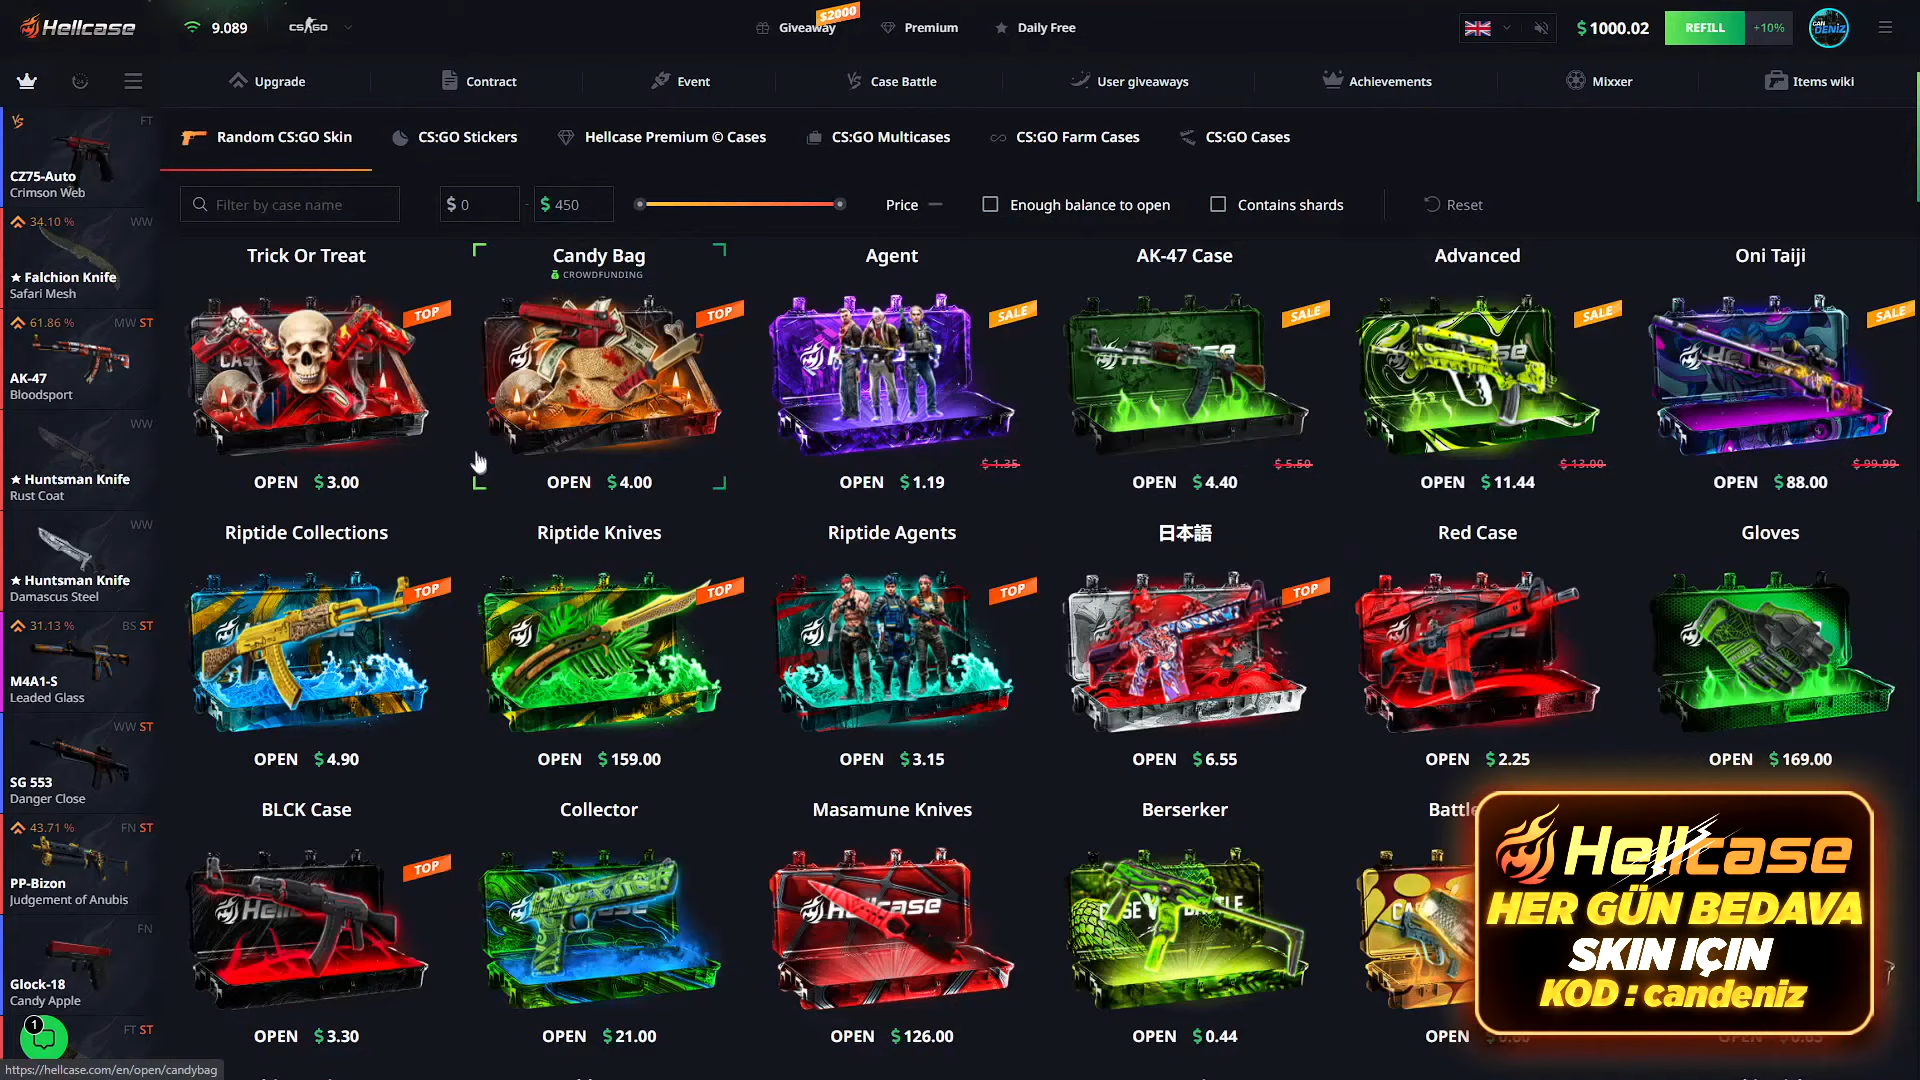 Hellcase
9.089
CS:GO
Giveaway
$2000
Premium
Daily Free
$ 1000.02
REFILL
+10%
CAN DENİZ
Upgrade
Contract
Event
Case Battle
User giveaways
Achievements
Mixxer
Items wiki
Random CS:GO Skin
CS:GO Stickers
Hellcase Premium © Cases
CS:GO Multicases
CS:GO Farm Cases
CS:GO Cases
Filter by case name
$ 0
-
$ 450
Price
Enough balance to open
Contains shards
Reset
FT
CZ75-Auto
Crimson Web
34.10 %
WW
★ Falchion Knife
Safari Mesh
61.86 %
MW ST
AK-47
Bloodsport
WW
★ Huntsman Knife
Rust Coat
WW
★ Huntsman Knife
Damascus Steel
31.13 %
BS ST
M4A1-S
Leaded Glass
WW ST
SG 553
Danger Close
43.71 %
FN ST
PP-Bizon
Judgement of Anubis
FN
Glock-18
Candy Apple
FT ST
1
Trick Or Treat
TOP
OPEN $ 3.00
Candy Bag
CROWDFUNDING
TOP
OPEN $ 4.00
Agent
SALE
$ 1.35
OPEN $ 1.19
AK-47 Case
SALE
$ 5.50
OPEN $ 4.40
Advanced
SALE
$ 13.00
OPEN $ 11.44
Oni Taiji
SALE
$ 99.99
OPEN $ 88.00
Riptide Collections
TOP
OPEN $ 4.90
Riptide Knives
TOP
OPEN $ 159.00
Riptide Agents
TOP
OPEN $ 3.15
日本語
TOP
OPEN $ 6.55
Red Case
OPEN $ 2.25
Gloves
OPEN $ 169.00
BLCK Case
TOP
OPEN $ 3.30
Collector
OPEN $ 21.00
Masamune Knives
OPEN $ 126.00
Berserker
OPEN $ 0.44
Battle
OPEN
Hellcase
HER GÜN BEDAVA
SKIN IÇIN
KOD : candeniz
https://hellcase.com/en/open/candybag